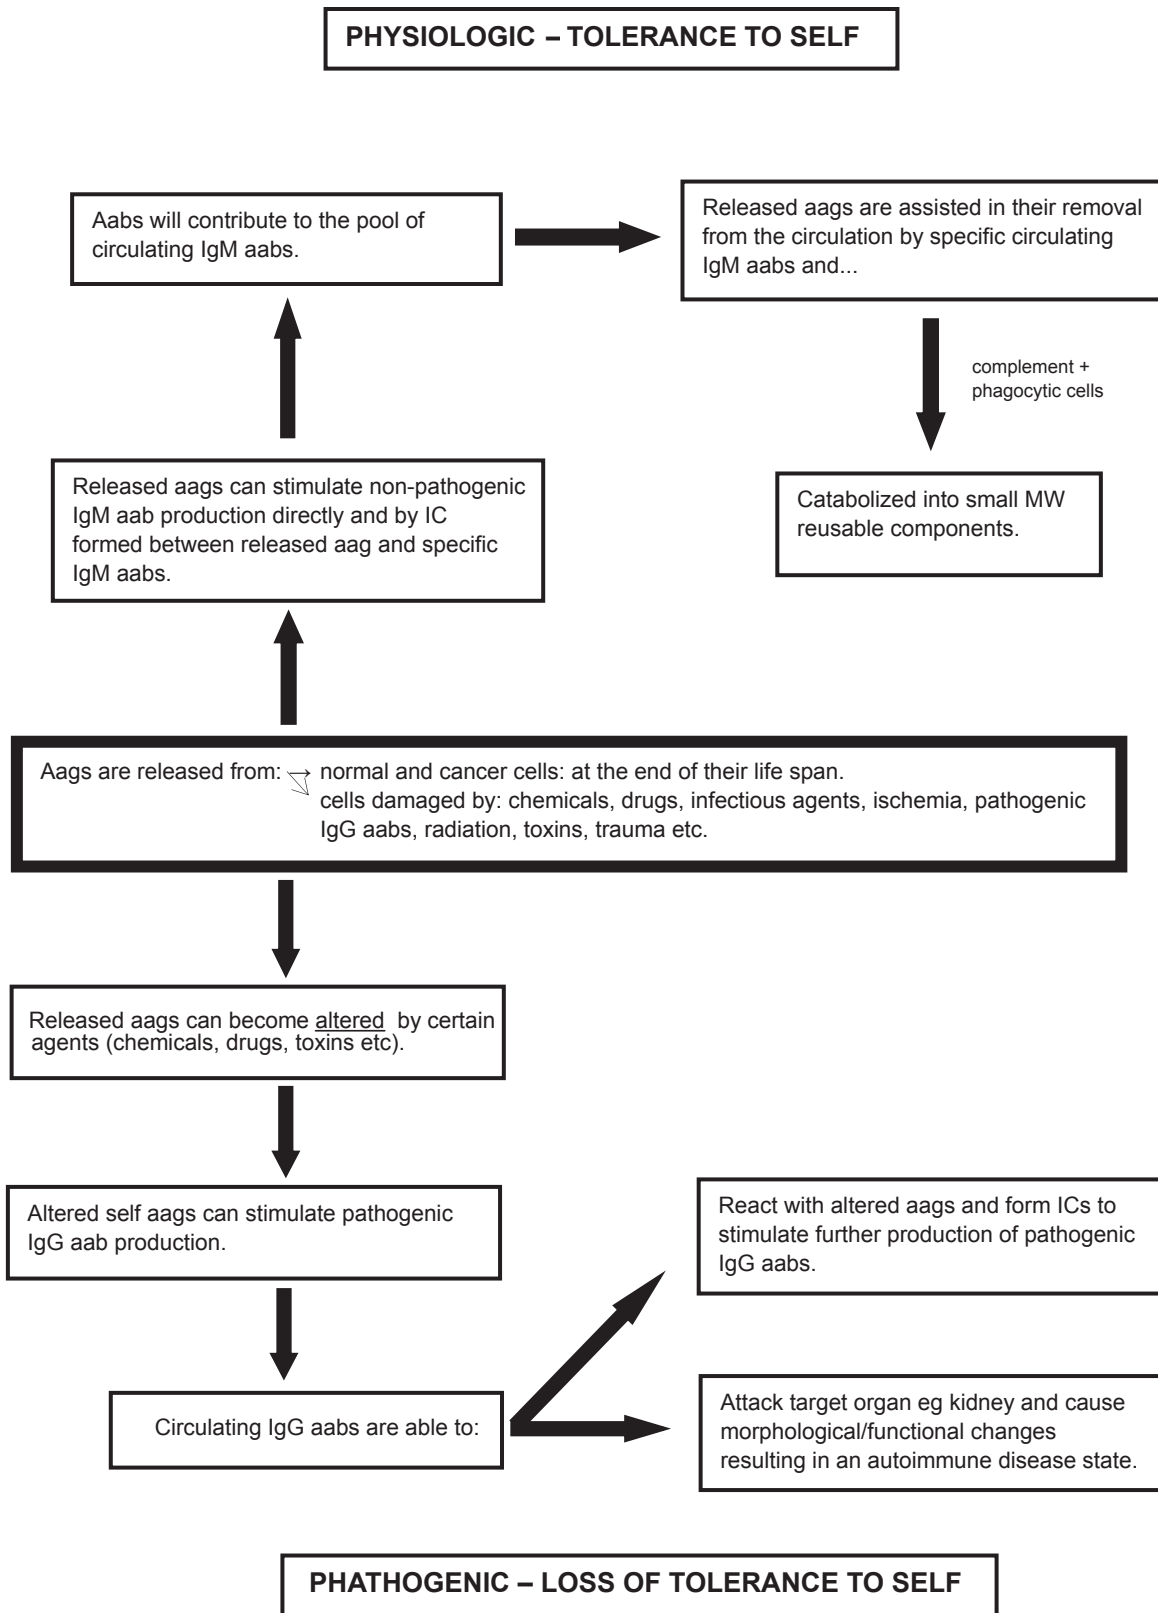 PHYSIOLOGIC – TOLERANCE TO SELF
Aabs will contribute to the pool of
circulating IgM aabs.
Released aags are assisted in their removal
from the circulation by specific circulating
IgM aabs and...
complement +
phagocytic cells
Released aags can stimulate non-pathogenic
IgM aab production directly and by IC
formed between released aag and specific
IgM aabs.
Catabolized into small MW
reusable components.
Aags are released from: normal and cancer cells: at the end of their life span.
cells damaged by: chemicals, drugs, infectious agents, ischemia, pathogenic
IgG aabs, radiation, toxins, trauma etc.
Released aags can become altered by certain
agents (chemicals, drugs, toxins etc).
Altered self aags can stimulate pathogenic
IgG aab production.
React with altered aags and form ICs to
stimulate further production of pathogenic
IgG aabs.
Circulating IgG aabs are able to:
Attack target organ eg kidney and cause
morphological/functional changes
resulting in an autoimmune disease state.
PHATHOGENIC – LOSS OF TOLERANCE TO SELF